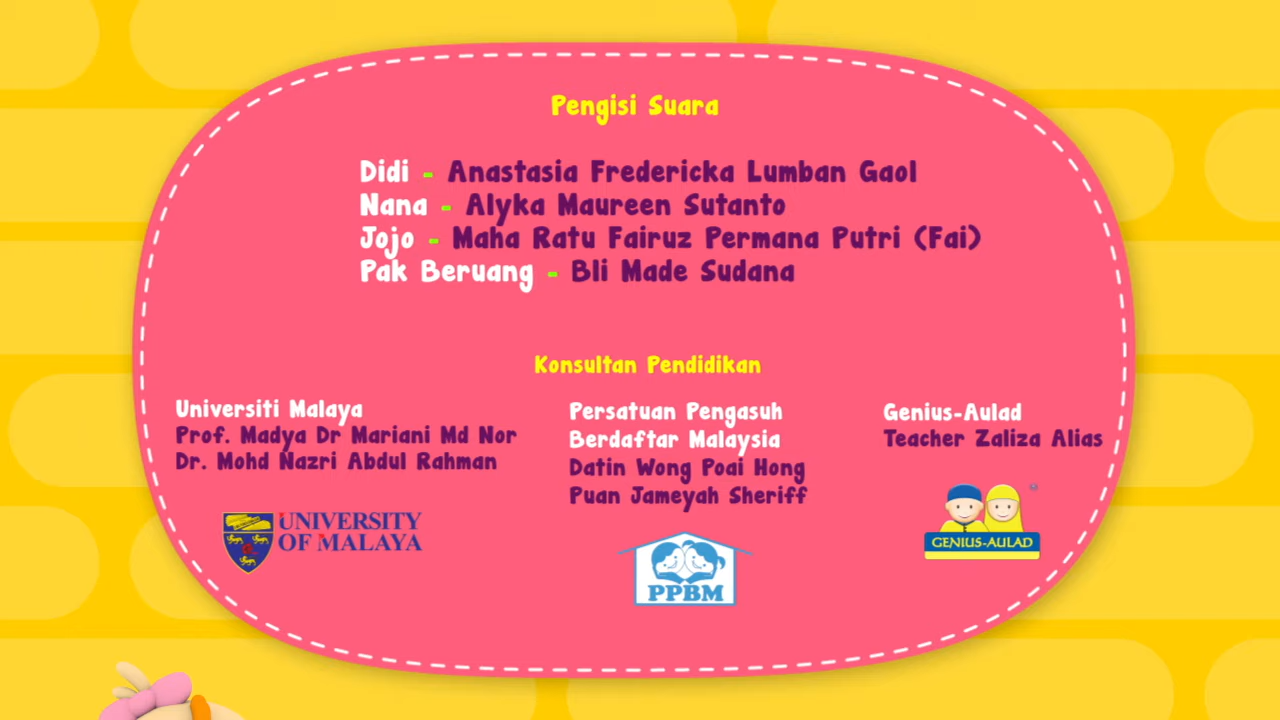 Pengisi Suara
Didi - Anastasia Fredericka Lumban Gaol
Nana - Alyka Maureen Sutanto
Jojo - Maha Ratu Fairuz Permana Putri (Fai)
Pak Beruang - Bli Made Sudana
Konsultan Pendidikan
Universiti Malaya
Prof. Madya Dr Mariani Md Nor
Dr. Mohd Nazri Abdul Rahman
UNIVERSITY
OF MALAYA
Persatuan Pengasuh
Berdaftar Malaysia
Datin Wong Poai Hong
Puan Jameyah Sheriff
PPBM
Genius-Aulad
Teacher Zaliza Alias
GENIUS-AULAD